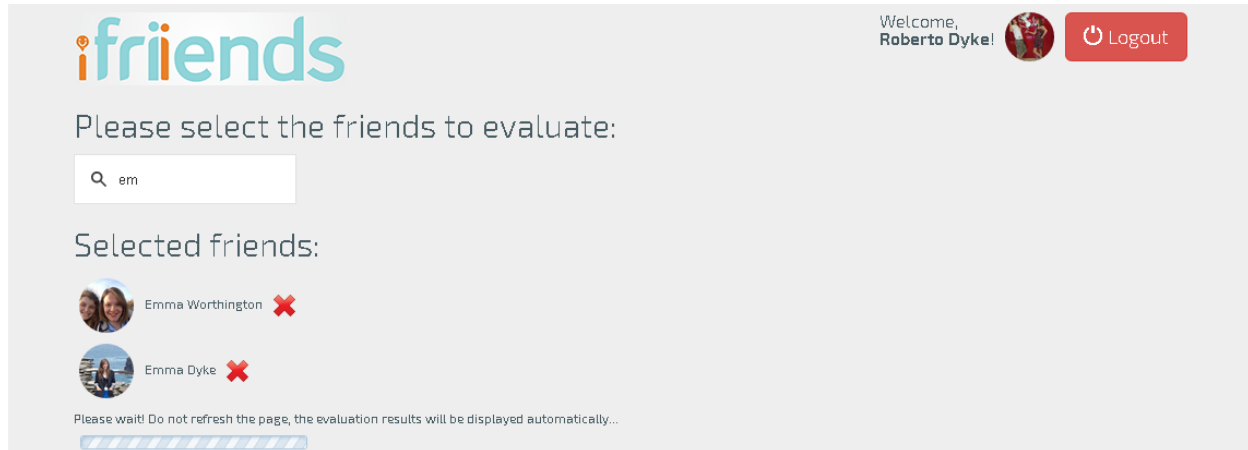 ifriiends
Welcome,
Roberto Dyke!
Logout
Please select the friends to evaluate:
em
Selected friends:
Emma Worthington
Emma Dyke
Please wait! Do not refresh the page, the evaluation results will be displayed automatically...